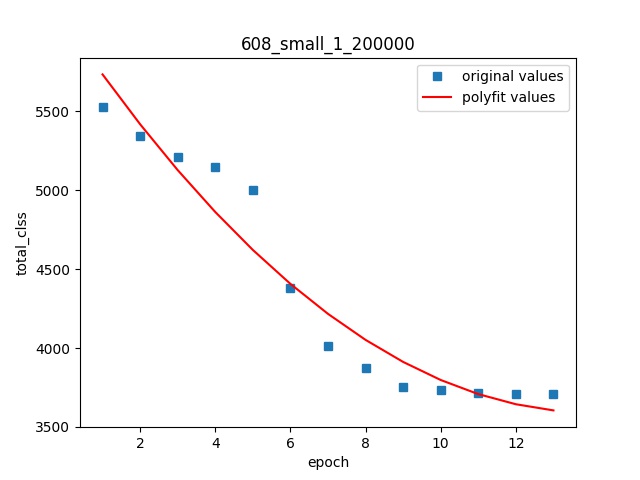 608_small_1_200000
original values
polyfit values
total_clss
5500
5000
4500
4000
3500
2 4 6 8 10 12
epoch